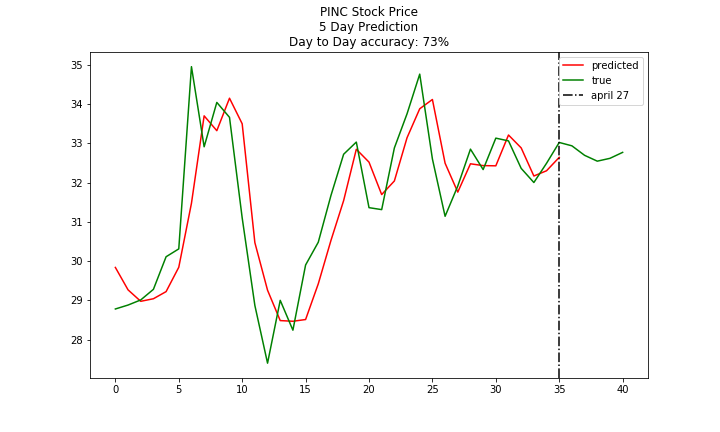 PINC Stock Price
5 Day Prediction
Day to Day accuracy: 73%
predicted
true
april 27
35
34
33
32
31
30
29
28
0 5 10 15 20 25 30 35 40